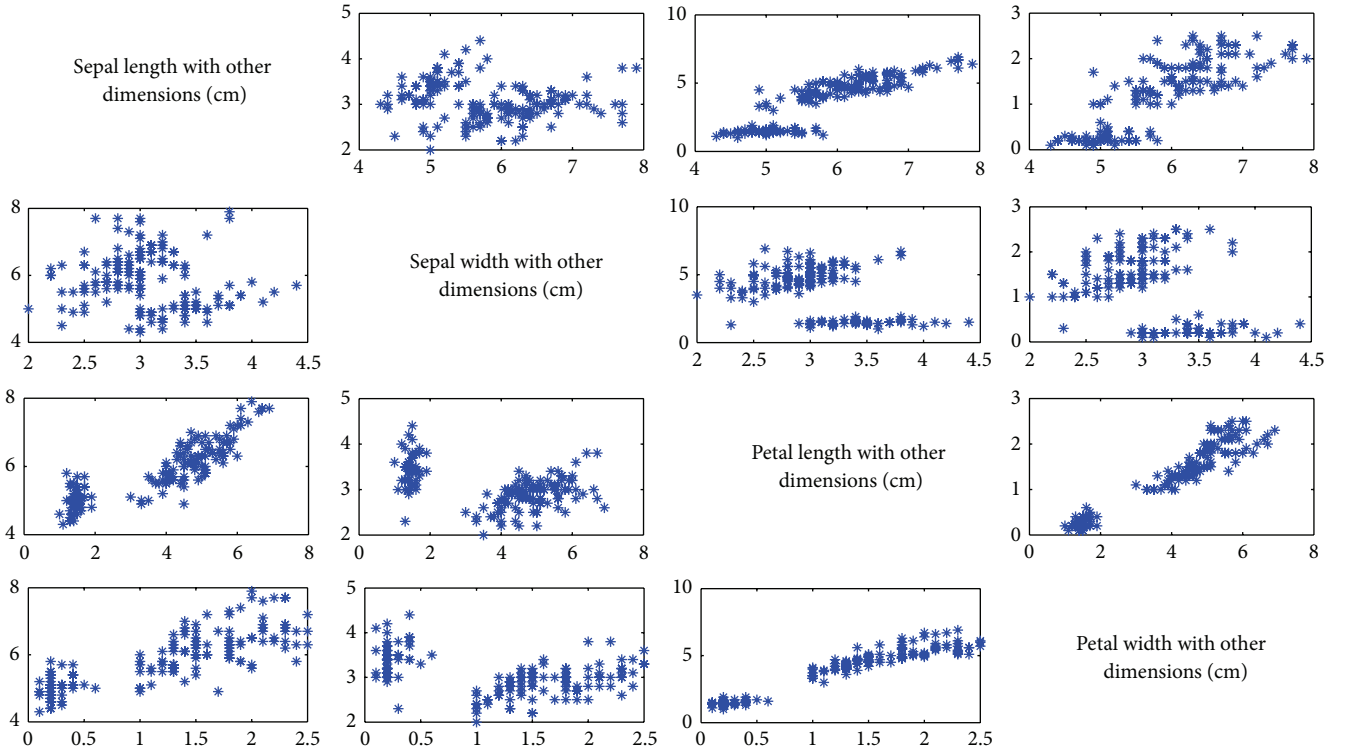 Sepal length with other
dimensions (cm)
5
4
3
2
4 5 6 7 8
10
5
0
4 5 6 7 8
3
2
1
0
4 5 6 7 8
8
6
4
2 2.5 3 3.5 4 4.5
Sepal width with other
dimensions (cm)
10
5
0
2 2.5 3 3.5 4 4.5
3
2
1
0
2 2.5 3 3.5 4 4.5
8
6
4
0 2 4 6 8
5
4
3
2
0 2 4 6 8
Petal length with other
dimensions (cm)
3
2
1
0
0 2 4 6 8
8
6
4
0 0.5 1 1.5 2 2.5
5
4
3
2
0 0.5 1 1.5 2 2.5
10
5
0
0 0.5 1 1.5 2 2.5
Petal width with other
dimensions (cm)